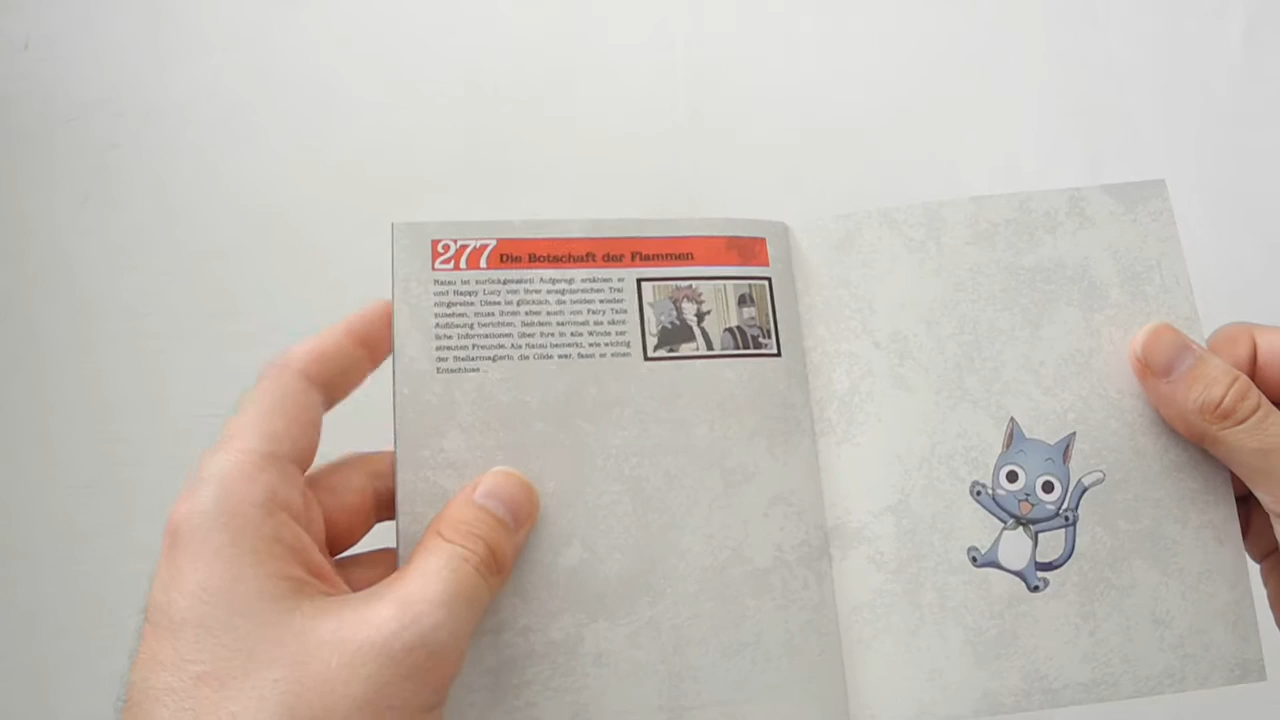 277 Die Botschaft der Flammen
Natsu ist zurückgekehrt! Aufgeregt erzählen er
und Happy Lucy von ihrer ereignisreichen Trai-
ningsreise. Diese ist glücklich, die beiden wieder-
zusehen, muss ihnen aber auch von Fairy Tails
Auflösung berichten. Seitdem sammelt sie sämt-
liche Informationen über ihre in alle Winde zer-
streuten Freunde. Als Natsu bemerkt, wie wichtig
der Stellarmagierin die Gilde war, fasst er einen
Entschluss ...